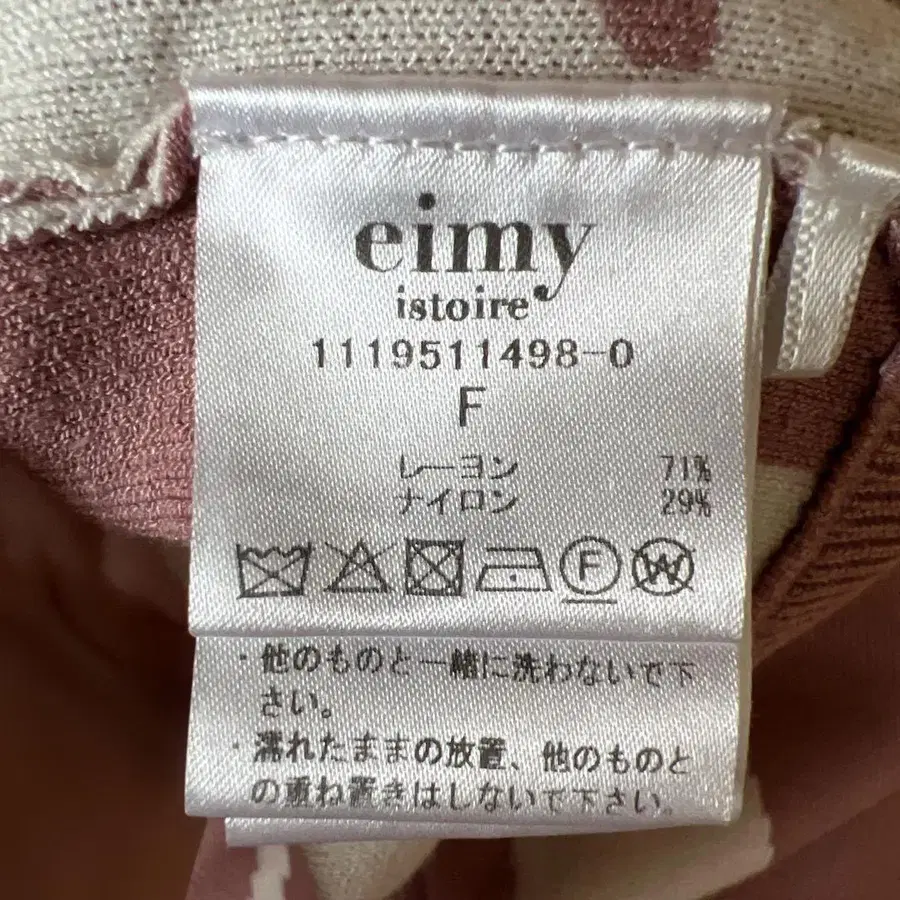 eimy
istoire
1119511498-0
F
レーヨン 71%
ナイロン 29%
F
W
・他のものと一緒に洗わないで下
さい。
・濡れたままの放置、他のものと
の重ね置きはしないで下さい。